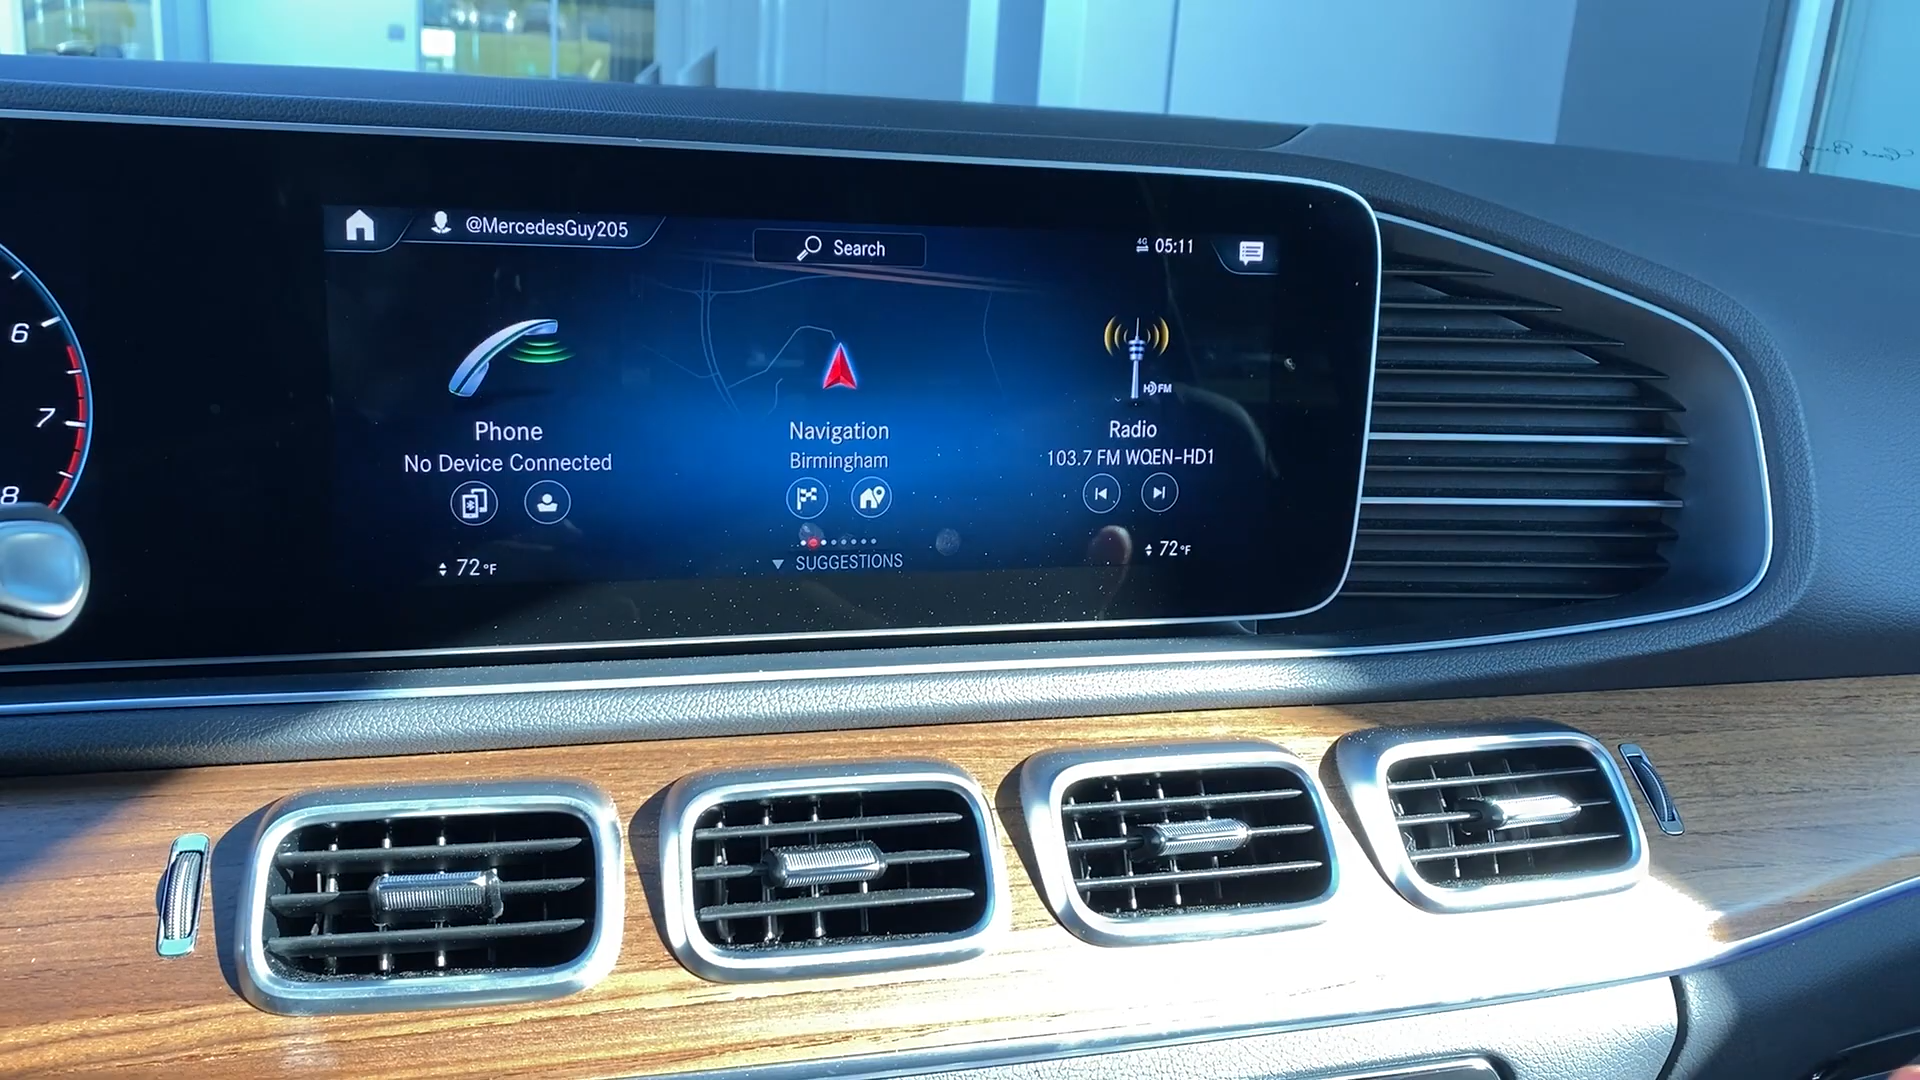 @MercedesGuy205
Search
4G 05:11
6
7
8
HD FM
Phone
No Device Connected
Navigation
Birmingham
Radio
103.7 FM WQEN-HD1
72°F
SUGGESTIONS
72°F